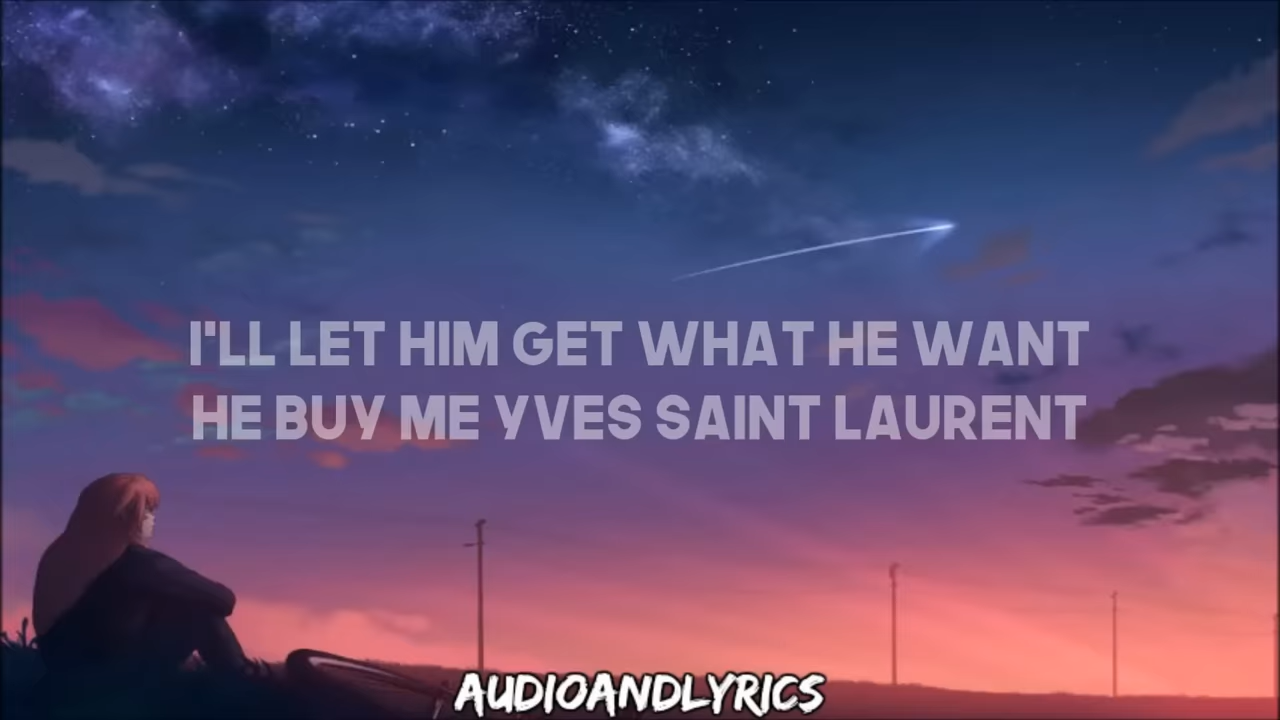 I'LL LET HIM GET WHAT HE WANT
HE BUY ME YVES SAINT LAURENT
AUDIOANDLYRICS